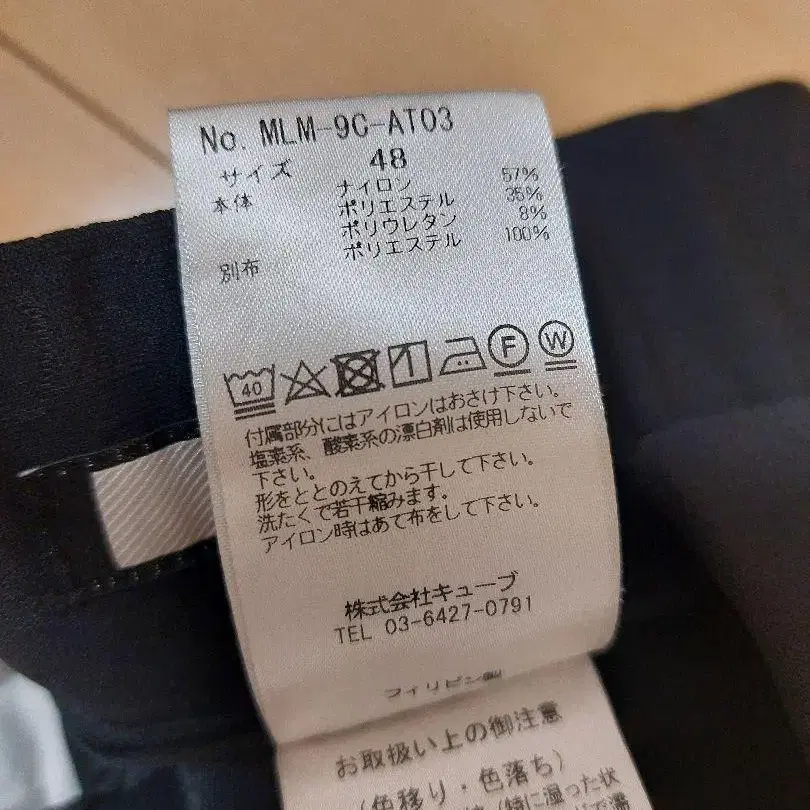 No. MLM-9C-AT03
サイズ 48
本体 ナイロン 57%
ポリエステル 35%
ポリウレタン 8%
別布 ポリエステル 100%
40 F W
付属部分にはアイロンはおさけ下さい。
塩素系、酸素系の漂白剤は使用しないで
下さい。
形をととのえてから干して下さい。
洗たくで若干縮みます。
アイロン時はあて布をして下さい。
株式会社キューブ
TEL 03-6427-0791
フィリピン製
お取扱い上の御注意
(色移り・色落ち)
(特に湿った状